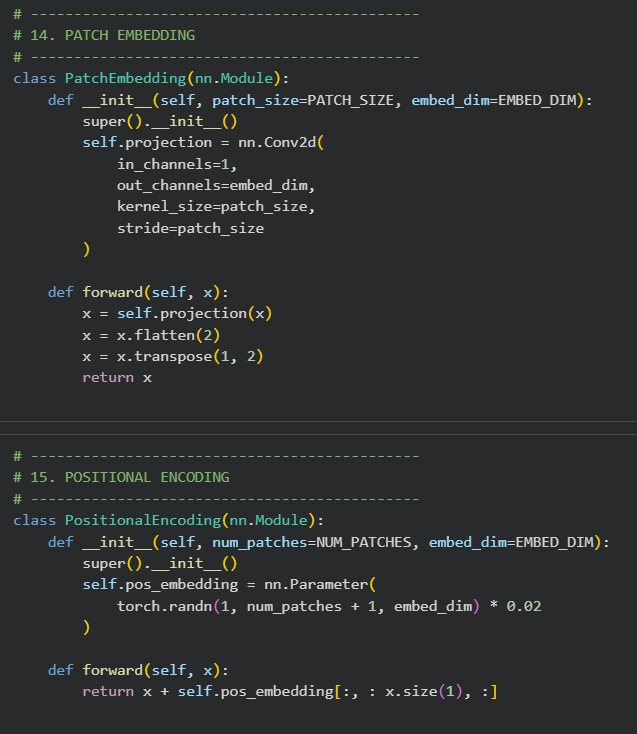 # ---------------------------------------------
# 14. PATCH EMBEDDING
# ---------------------------------------------
class PatchEmbedding(nn.Module):
    def __init__(self, patch_size=PATCH_SIZE, embed_dim=EMBED_DIM):
        super().__init__()
        self.projection = nn.Conv2d(
            in_channels=1,
            out_channels=embed_dim,
            kernel_size=patch_size,
            stride=patch_size
        )

    def forward(self, x):
        x = self.projection(x)
        x = x.flatten(2)
        x = x.transpose(1, 2)
        return x

# ---------------------------------------------
# 15. POSITIONAL ENCODING
# ---------------------------------------------
class PositionalEncoding(nn.Module):
    def __init__(self, num_patches=NUM_PATCHES, embed_dim=EMBED_DIM):
        super().__init__()
        self.pos_embedding = nn.Parameter(
            torch.randn(1, num_patches + 1, embed_dim) * 0.02
        )

    def forward(self, x):
        return x + self.pos_embedding[:, : x.size(1), :]